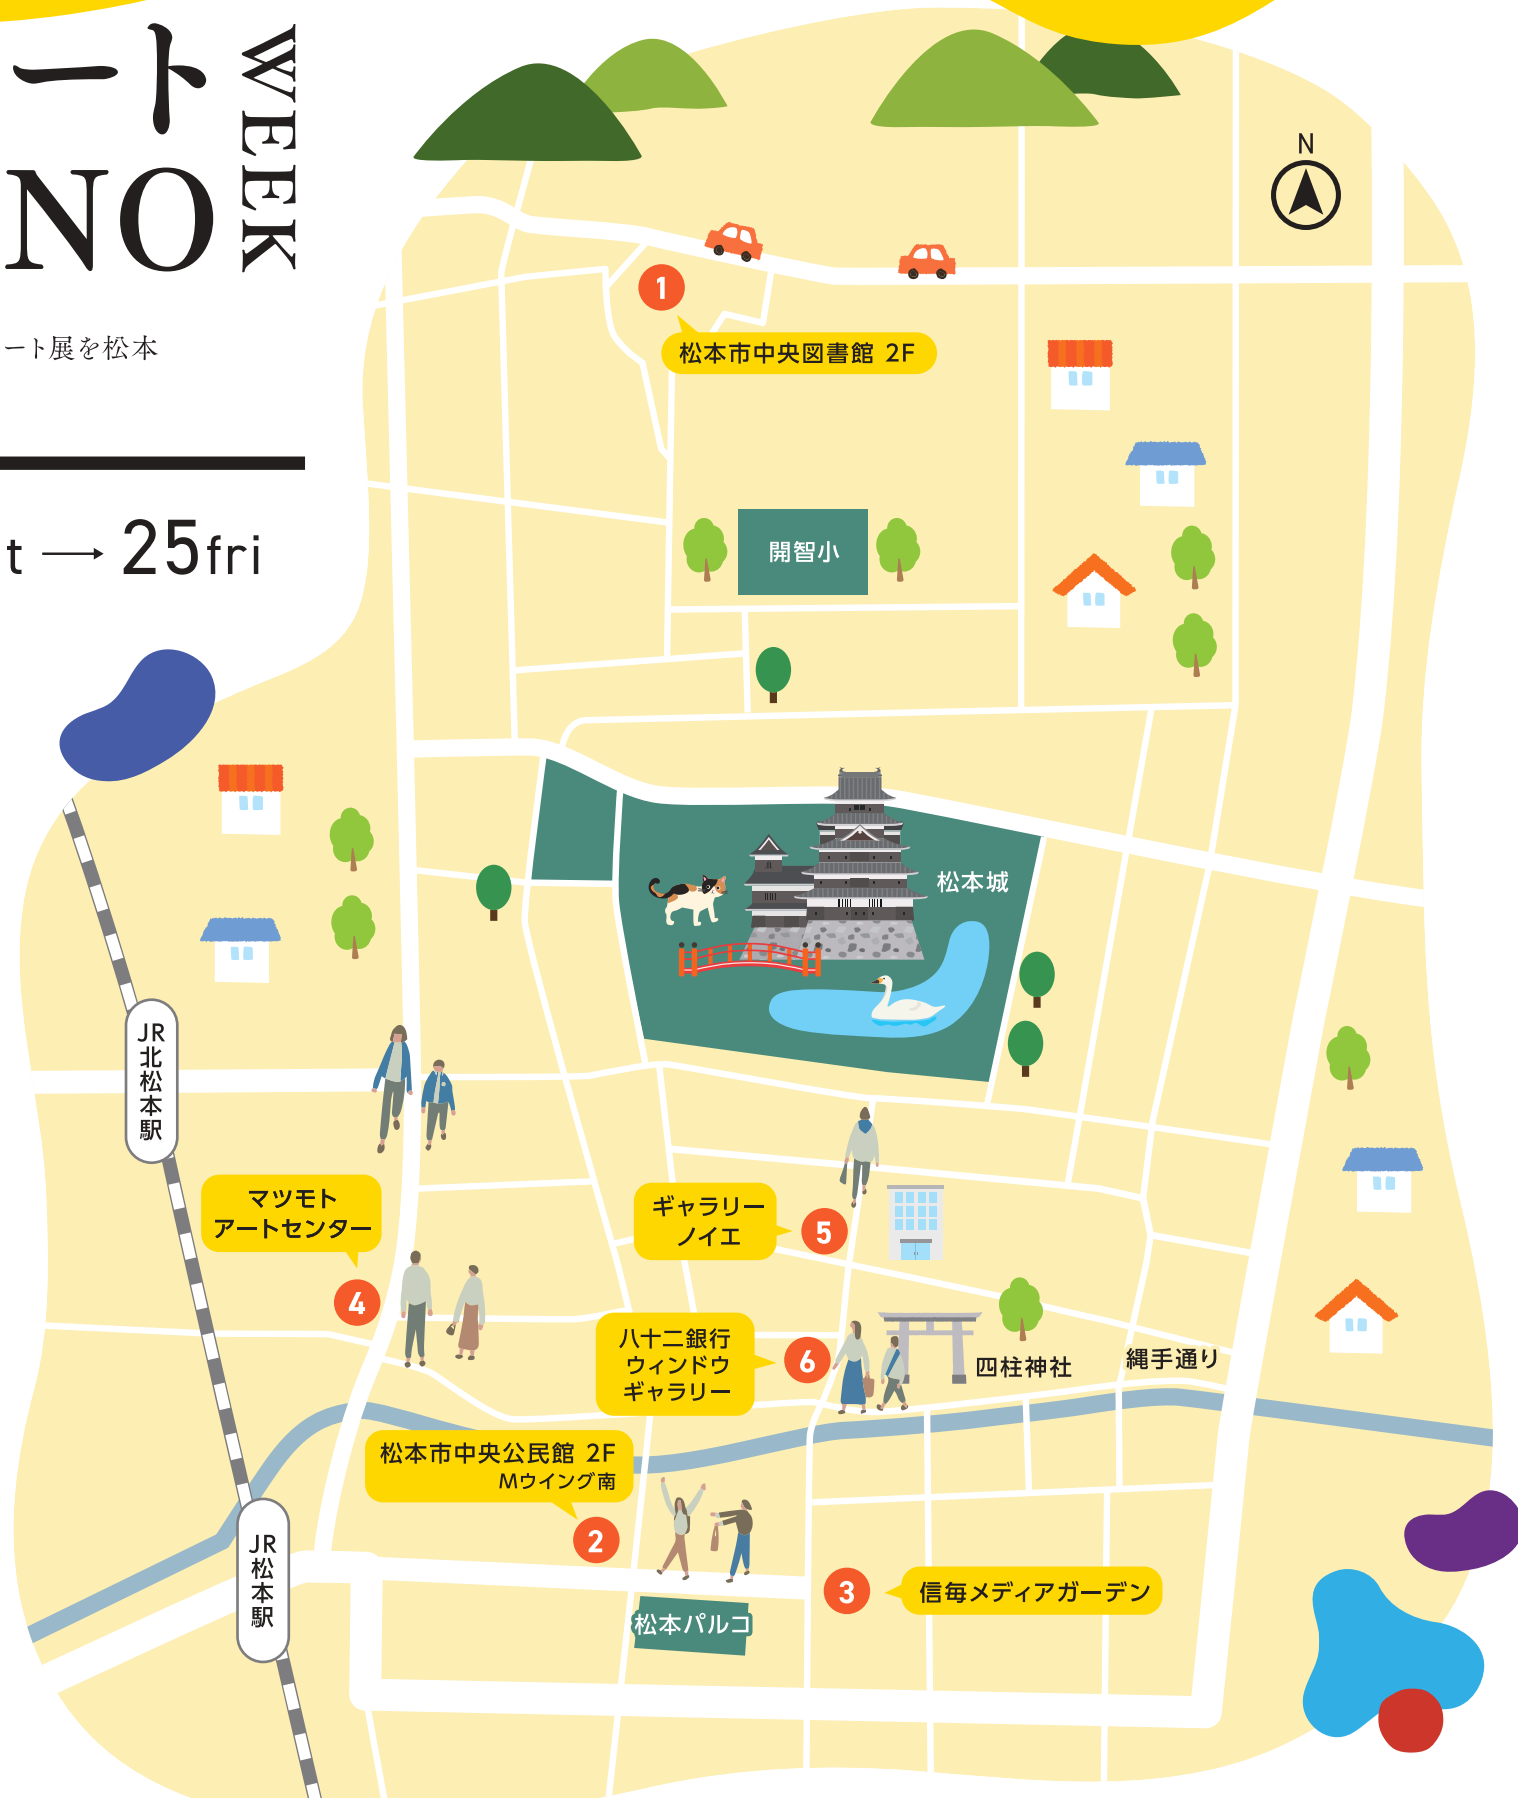 ート
NO
WEEK
ート展を松本
t → 25fri
N
1
松本市中央図書館 2F
開智小
松本城
JR北松本駅
マツモト
アートセンター
4
ギャラリー
ノイエ
5
八十二銀行
ウィンドウ
ギャラリー
6
四柱神社
縄手通り
松本市中央公民館 2F
Mウイング南
2
JR松本駅
3
信毎メディアガーデン
松本パルコ